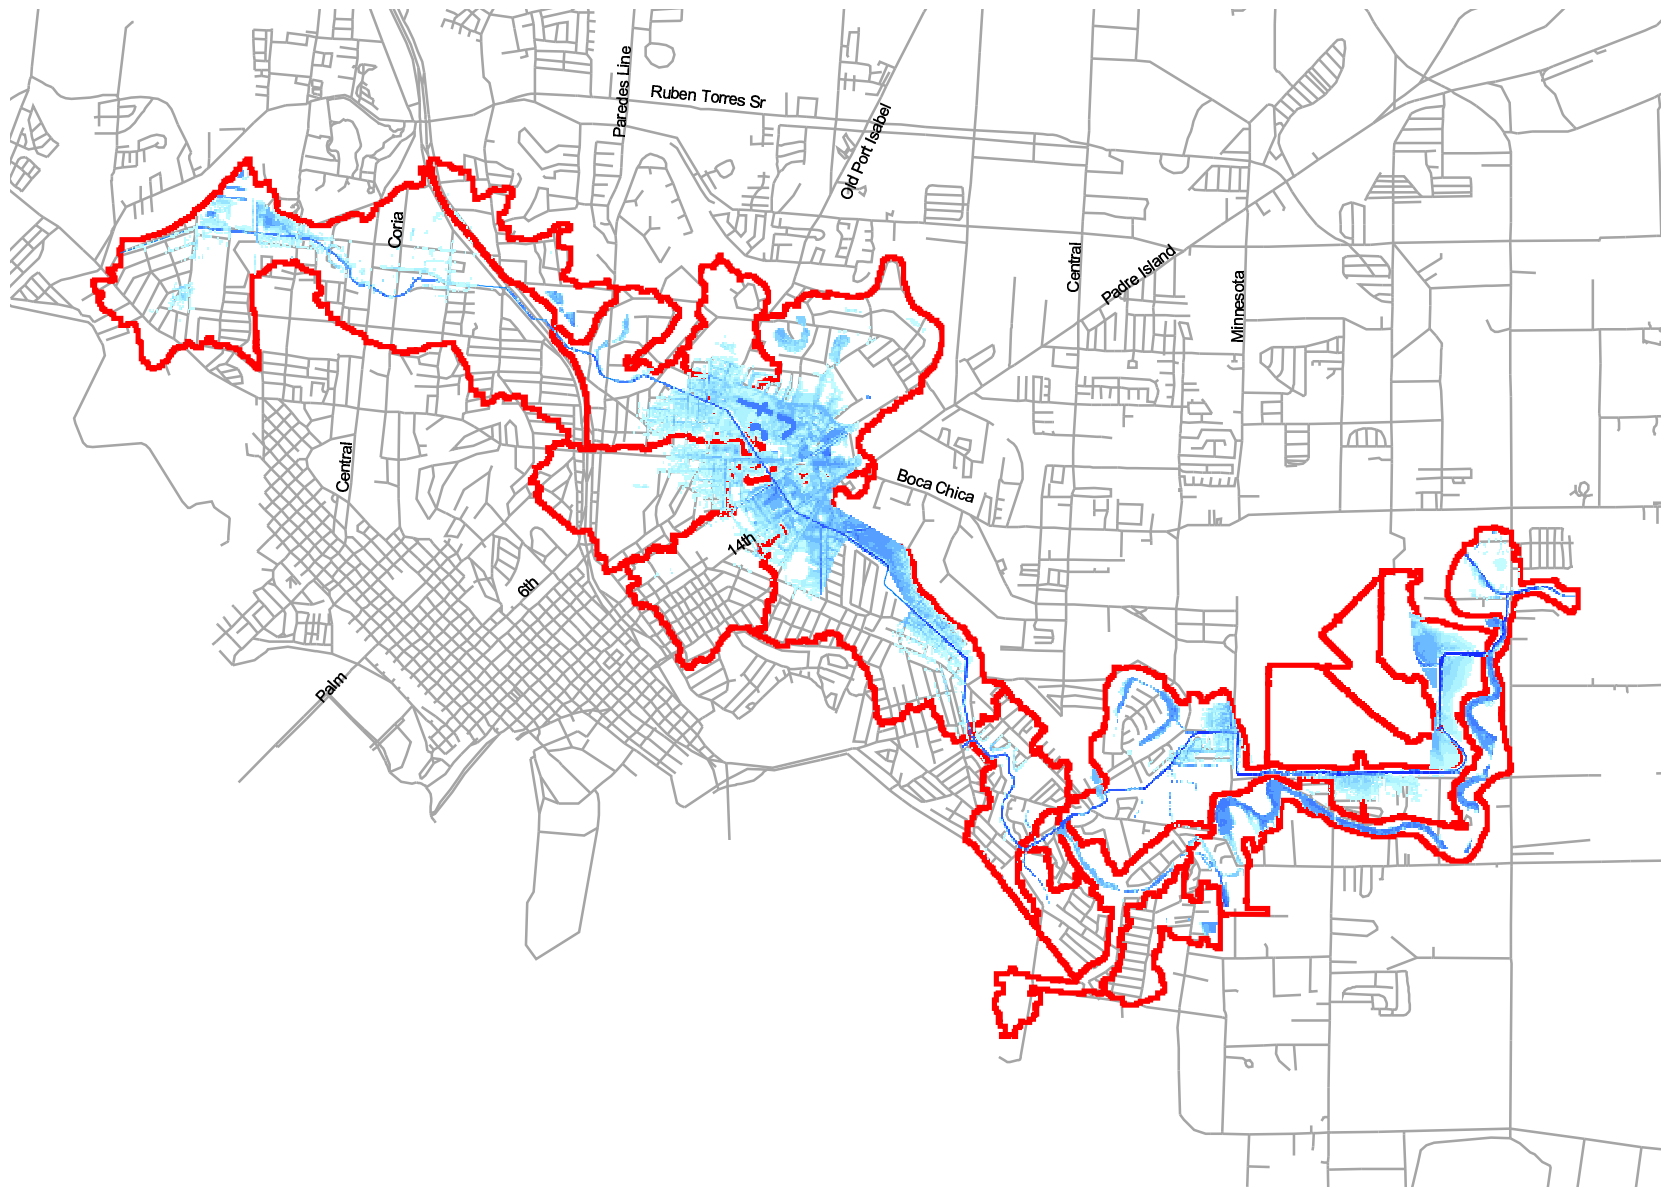 Ruben Torres Sr
Paredes Line
Old Port Isabel
Coria
Central
Padre Island
Minnesota
Central
Boca Chica
14th
6th
Palm